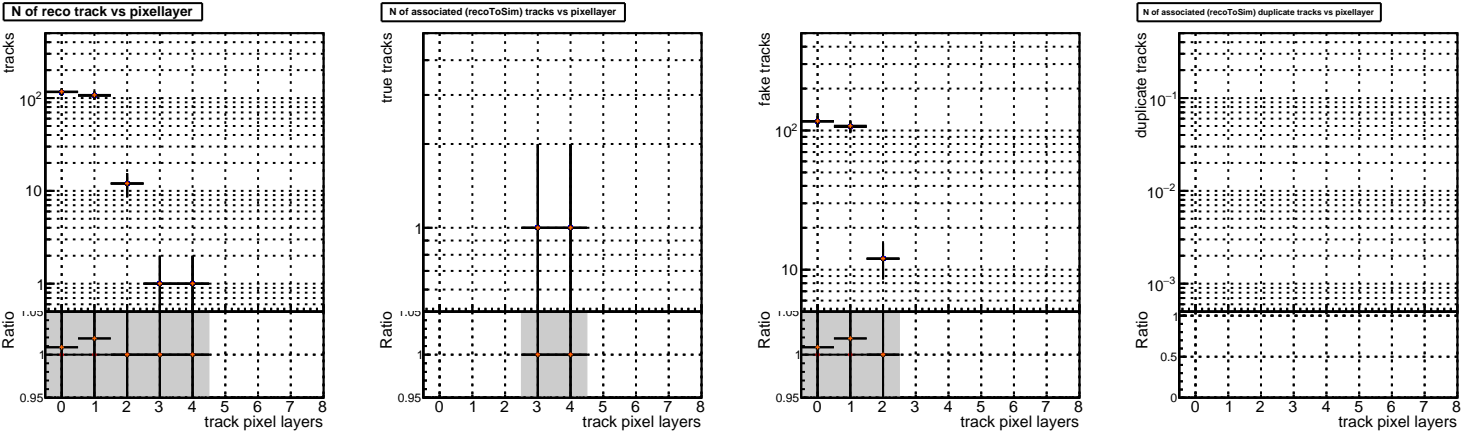 N of reco track vs pixellayer
tracks
10²
10
1
1.05
Ratio
1
0.95
0 1 2 3 4 5 6 7 8
track pixel layers
N of associated (recoToSim) tracks vs pixellayer
true tracks
1
1.05
Ratio
1
0.95
0 1 2 3 4 5 6 7 8
track pixel layers
fake tracks
10²
10
1.05
Ratio
1
0.95
0 1 2 3 4 5 6 7 8
track pixel layers
N of associated (recoToSim) duplicate tracks vs pixellayer
duplicate tracks
10⁻¹
10⁻²
10⁻³
Ratio
1
0.5
0
0 1 2 3 4 5 6 7 8
track pixel layers